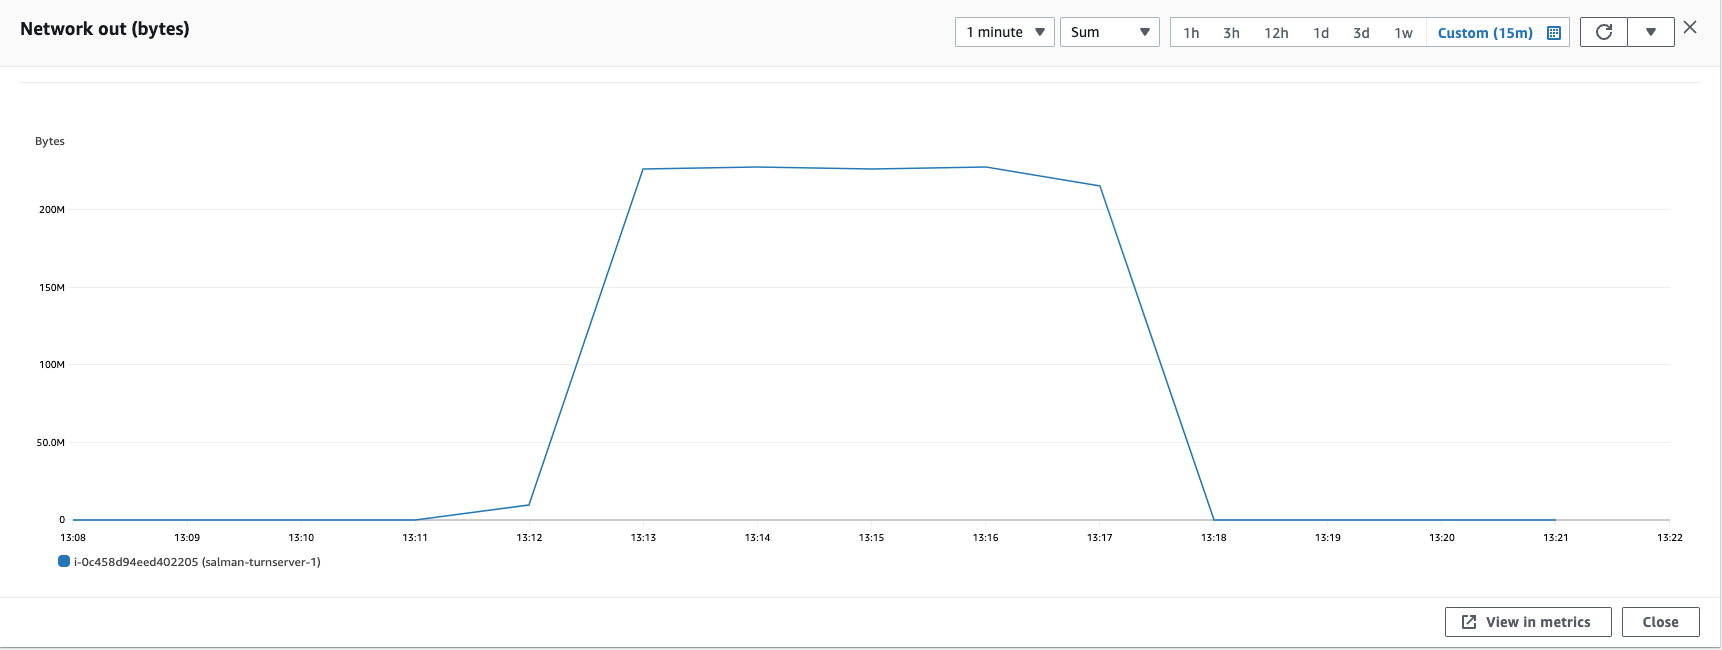 Network out (bytes)
1 minute Sum 1h 3h 12h 1d 3d 1w Custom (15m)
Bytes
200M
150M
100M
50.0M
0
13:08 13:09 13:10 13:11 13:12 13:13 13:14 13:15 13:16 13:17 13:18 13:19 13:20 13:21 13:22
i-0c458d94eed402205 (salman-turnserver-1)
View in metrics Close